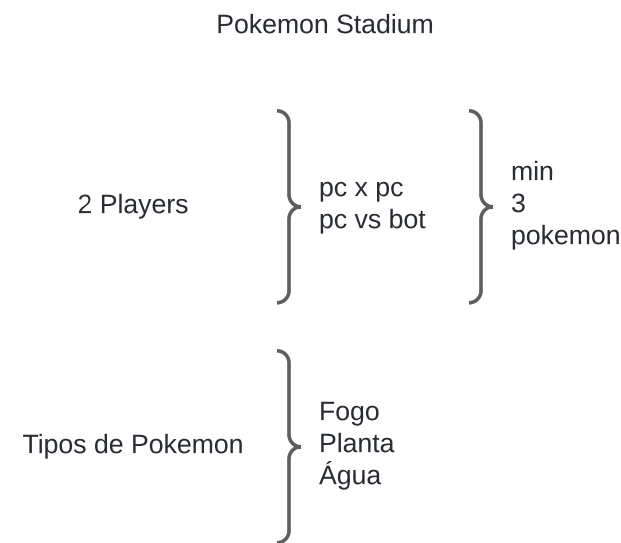 Pokemon Stadium
2 Players
pc x pc
pc vs bot
min
3
pokemon
Tipos de Pokemon
Fogo
Planta
Água